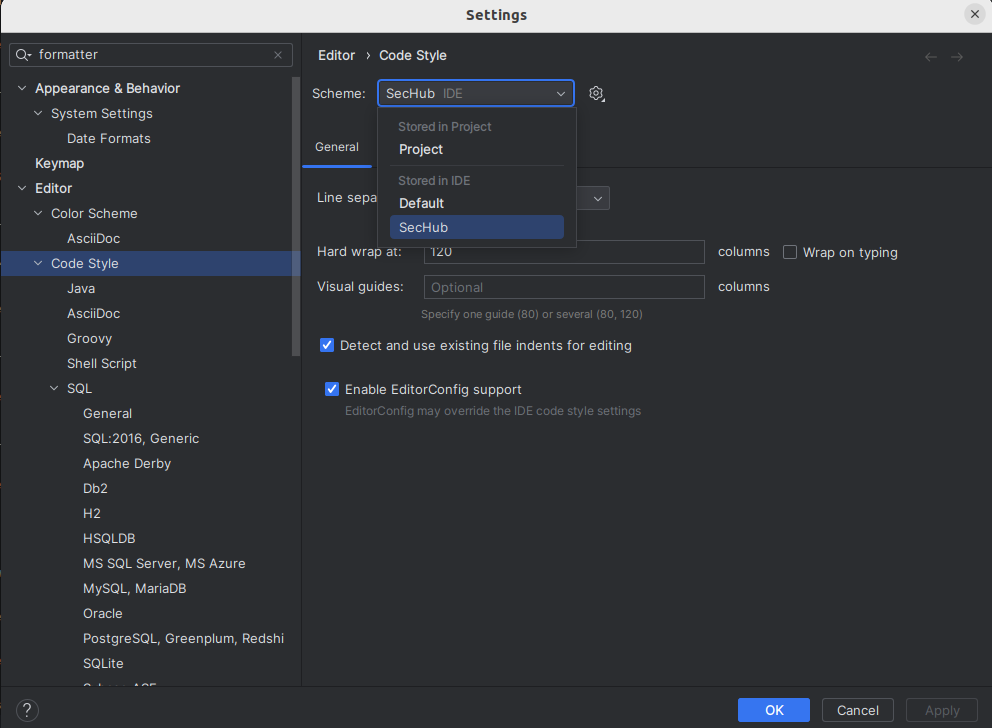 Settings
formatter
Appearance & Behavior
System Settings
Date Formats
Keymap
Editor
Color Scheme
AsciiDoc
Code Style
Java
AsciiDoc
Groovy
Shell Script
SQL
General
SQL:2016, Generic
Apache Derby
Db2
H2
HSQLDB
MS SQL Server, MS Azure
MySQL, MariaDB
Oracle
PostgreSQL, Greenplum, Redshi
SQLite
Editor › Code Style
Scheme: SecHub IDE
Stored in Project
Project
Stored in IDE
Default
SecHub
General
Line sepa
Hard wrap at: 120 columns Wrap on typing
Visual guides: Optional columns
Specify one guide (80) or several (80, 120)
Detect and use existing file indents for editing
Enable EditorConfig support
EditorConfig may override the IDE code style settings
? OK Cancel Apply